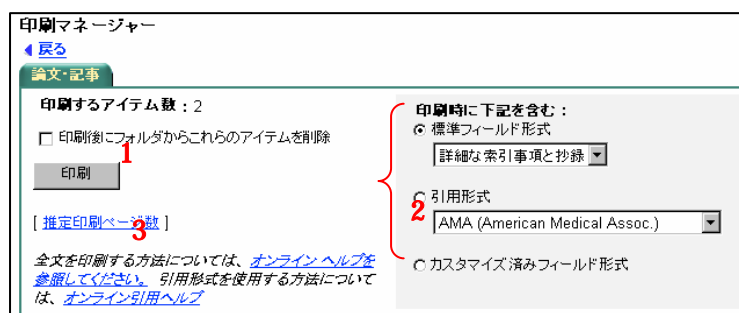 印刷マネージャー
戻る
論文・記事
印刷するアイテム数：2
印刷後にフォルダからこれらのアイテムを削除
1
印刷
[ 推定印刷ページ数 ]
3
全文を印刷する方法については、オンライン ヘルプを
参照してください。 引用形式を使用する方法について
は、オンライン引用ヘルプ
印刷時に下記を含む：
標準フィールド形式
詳細な索引事項と抄録
引用形式
2
AMA (American Medical Assoc.)
カスタマイズ済みフィールド形式